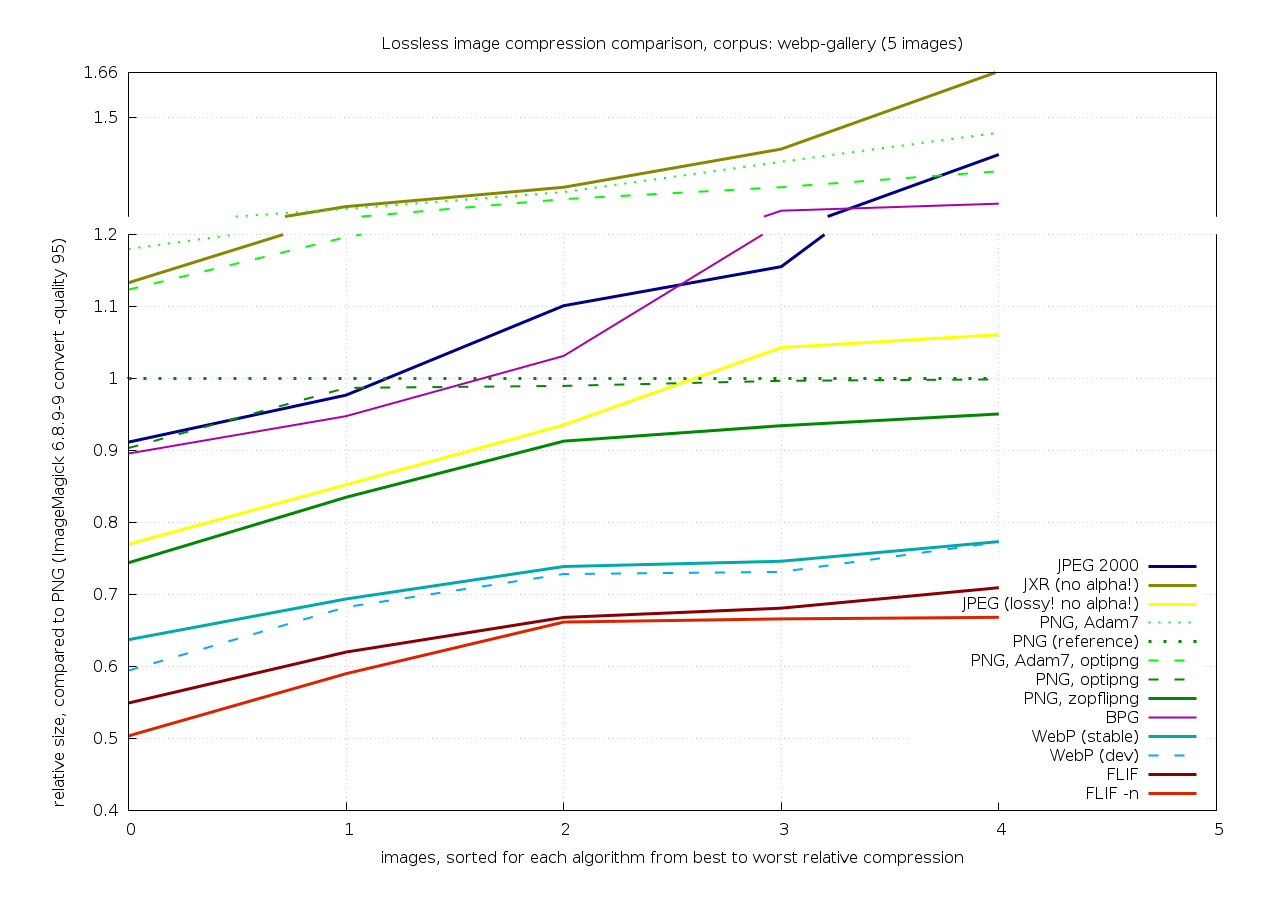 Lossless image compression comparison, corpus: webp-gallery (5 images)
1.66
1.5
1.2
1.1
1
0.9
0.8
0.7
0.6
0.5
0.4
relative size, compared to PNG (ImageMagick 6.8.9-9 convert -quality 95)
JPEG 2000
JXR (no alpha!)
JPEG (lossy! no alpha!)
PNG, Adam7
PNG (reference)
PNG, Adam7, optipng
PNG, optipng
PNG, zopflipng
BPG
WebP (stable)
WebP (dev)
FLIF
FLIF -n
0 1 2 3 4 5
images, sorted for each algorithm from best to worst relative compression